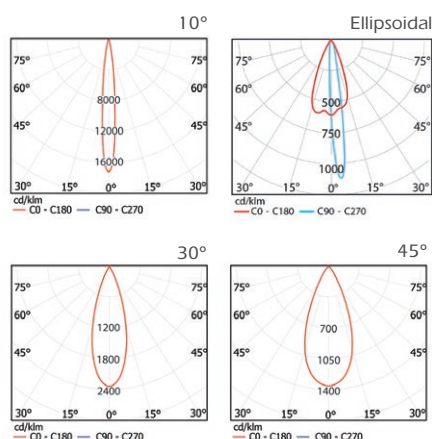 10°
75° 75°
60° 60°
8000
45° 45°
12000
16000
30° 15° 0° 15° 30°
cd/klm
C0 - C180 C90 - C270
Ellipsoidal
75° 75°
60° 60°
500
45° 45°
750
1000
30° 15° 0° 15° 30°
cd/klm
C0 - C180 C90 - C270
30°
75° 75°
60° 60°
1200
45° 45°
1800
2400
30° 15° 0° 15° 30°
cd/klm
C0 - C180 C90 - C270
45°
75° 75°
60° 60°
700
45° 45°
1050
1400
30° 15° 0° 15° 30°
cd/klm
C0 - C180 C90 - C270